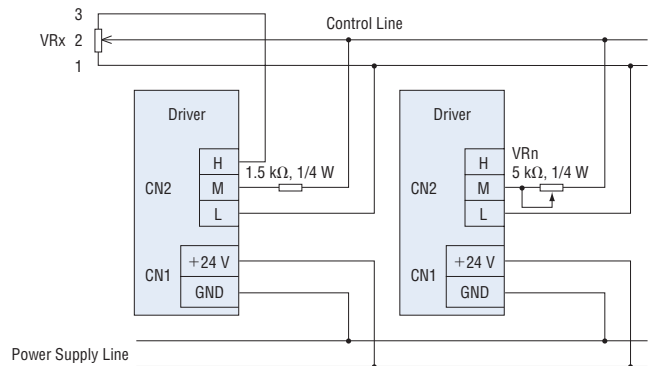 3
Control Line
VRx 2
1
Driver
Driver
H
VRn
1.5 kΩ, 1/4 W
H
5 kΩ, 1/4 W
CN2
M
CN2
M
L
L
+24 V
+24 V
CN1
CN1
GND
GND
Power Supply Line